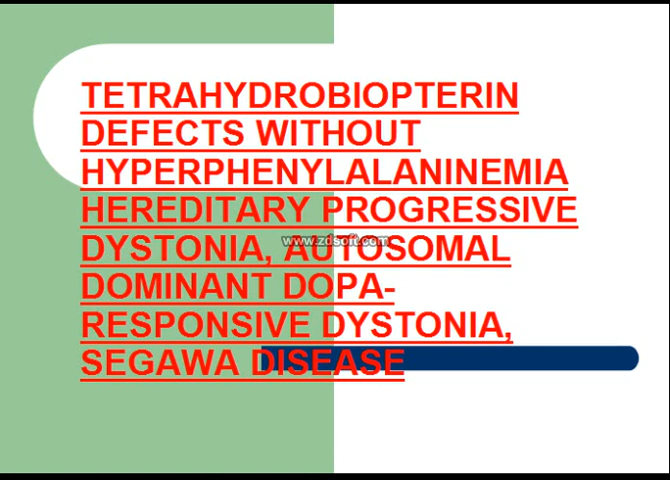 TETRAHYDROBIOPTERIN
DEFECTS WITHOUT
HYPERPHENYLALANINEMIA
HEREDITARY PROGRESSIVE
DYSTONIA, AUTOSOMAL
www.zdsoft.com
DOMINANT DOPA-
RESPONSIVE DYSTONIA,
SEGAWA DISEASE